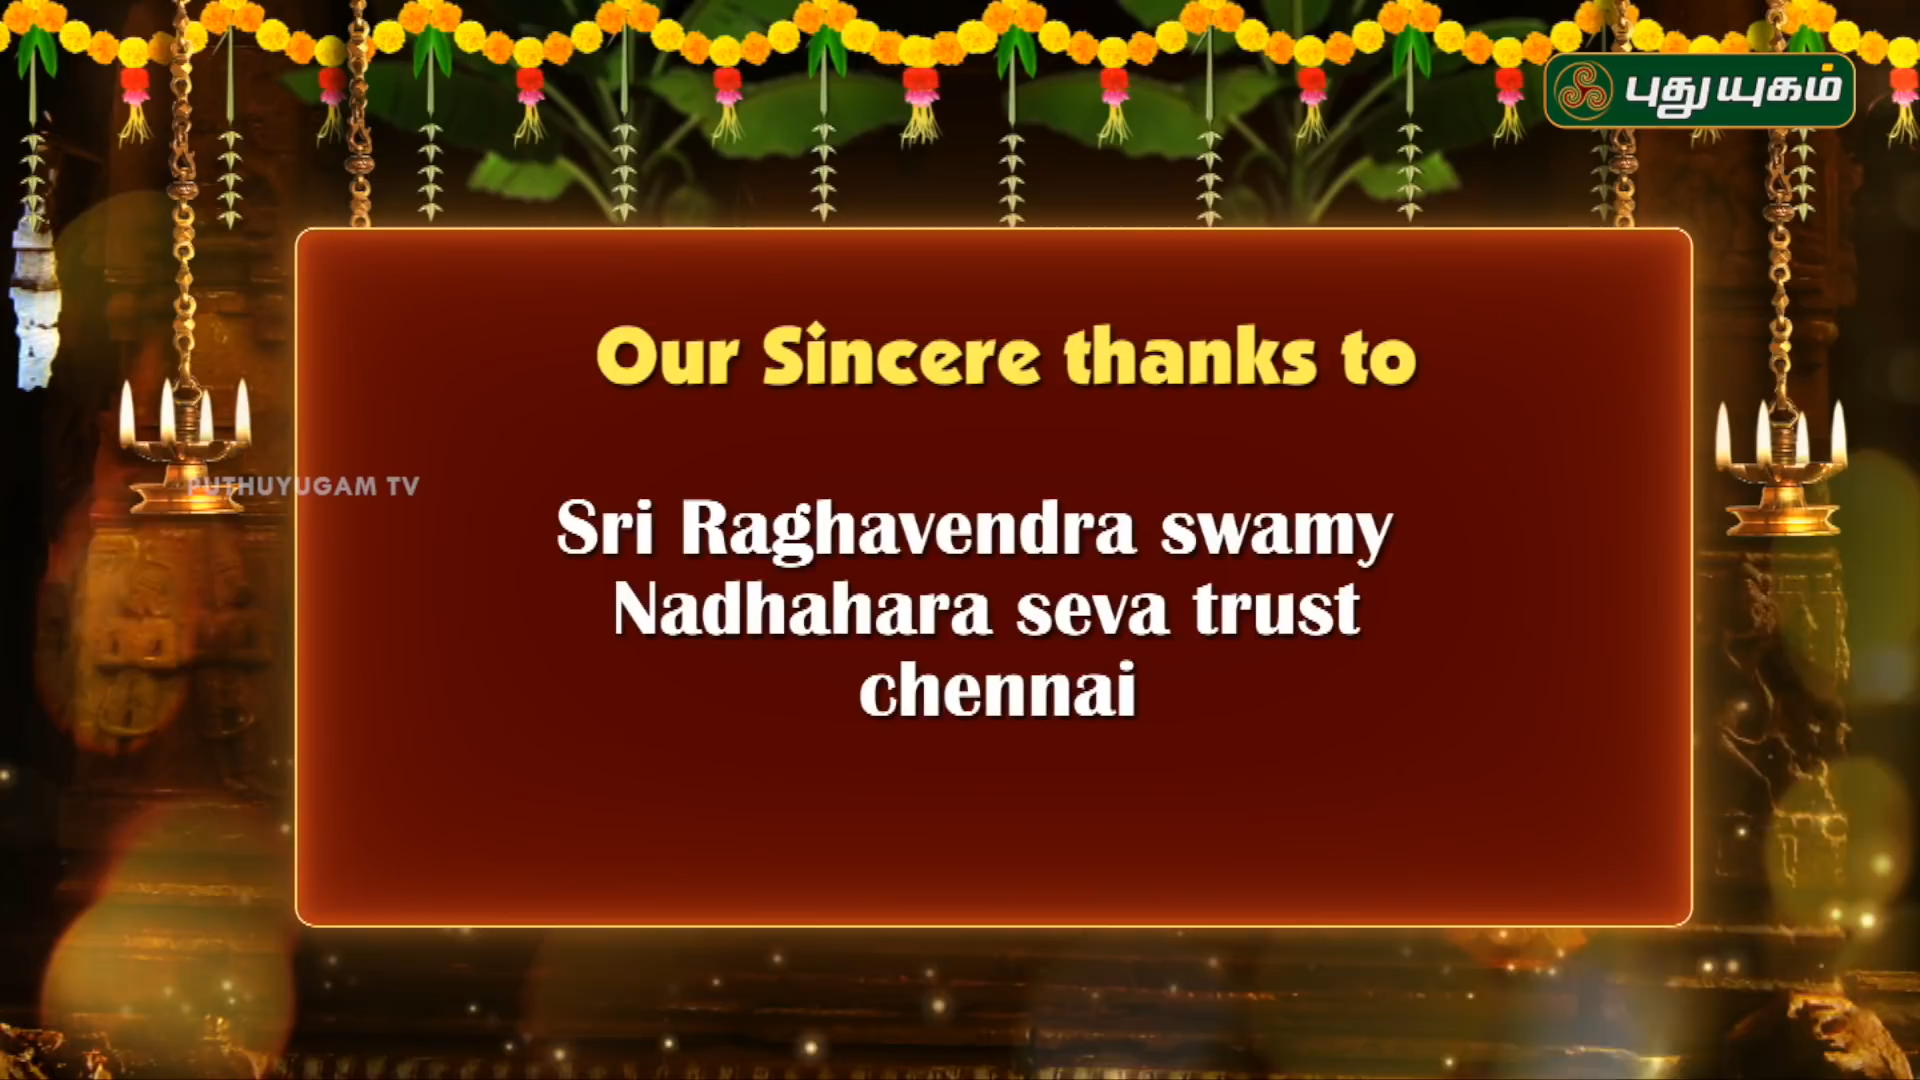 புதுயுகம்
Our Sincere thanks to
PUTHUYUGAM TV
Sri Raghavendra swamy
Nadhahara seva trust
chennai